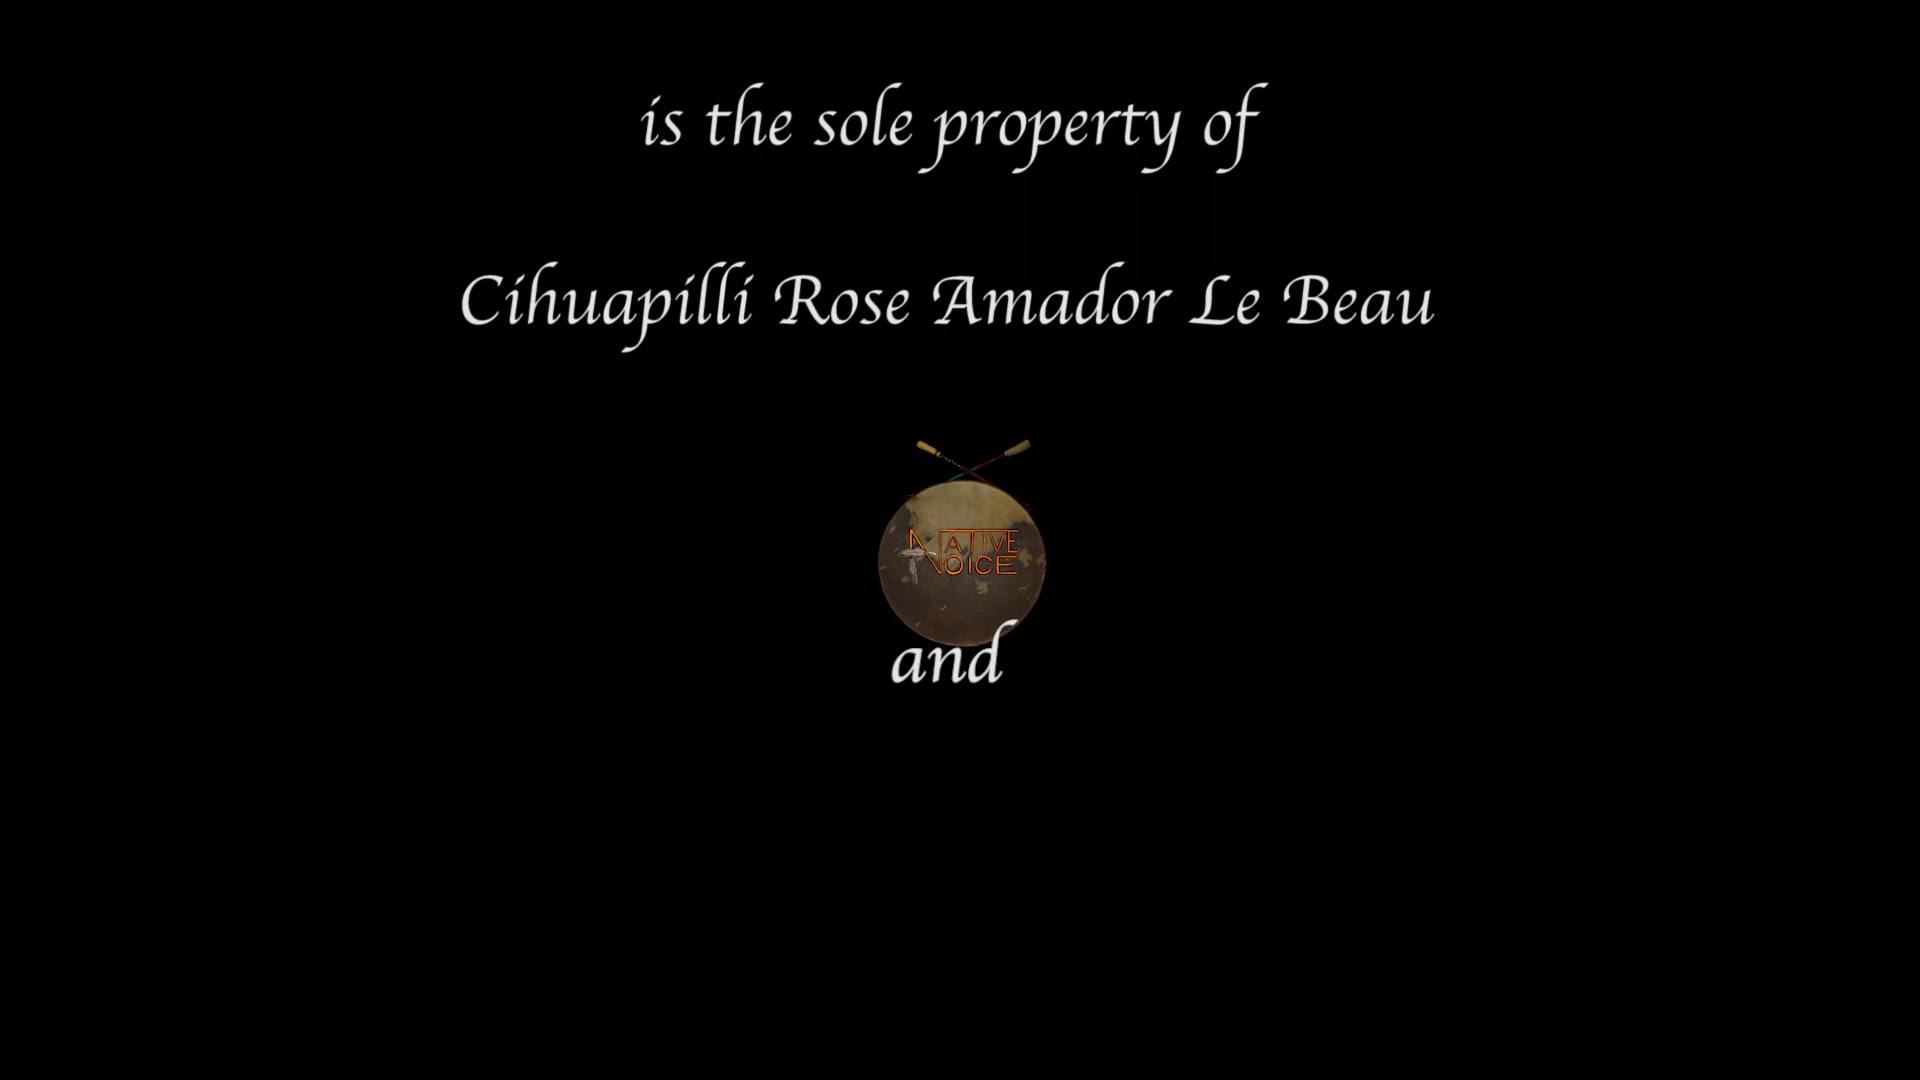 is the sole property of
Cihuapilli Rose Amador Le Beau
NATIVE
VOICE
and